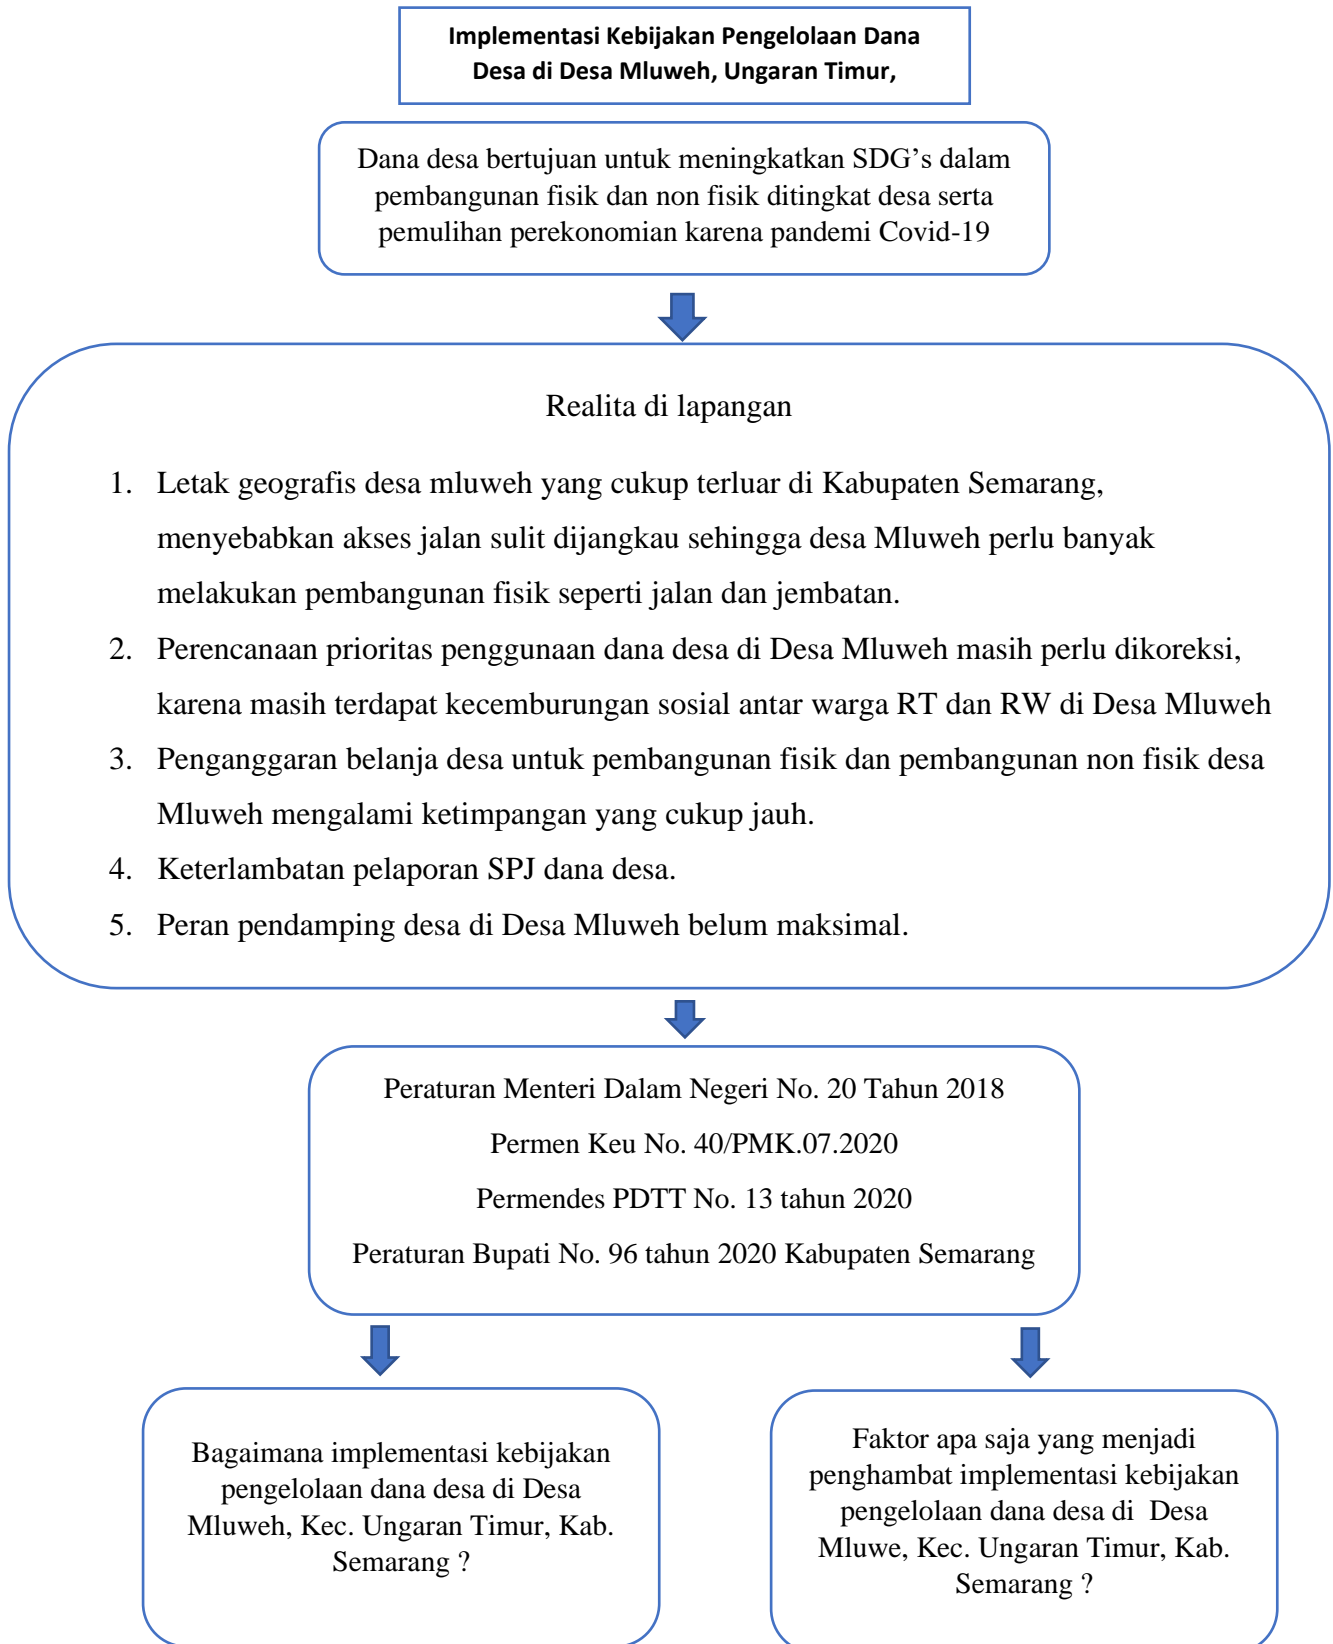 Implementasi Kebijakan Pengelolaan Dana
Desa di Desa Mluweh, Ungaran Timur,
Dana desa bertujuan untuk meningkatkan SDG’s dalam
pembangunan fisik dan non fisik ditingkat desa serta
pemulihan perekonomian karena pandemi Covid-19
Realita di lapangan
1. Letak geografis desa mluweh yang cukup terluar di Kabupaten Semarang,
menyebabkan akses jalan sulit dijangkau sehingga desa Mluweh perlu banyak
melakukan pembangunan fisik seperti jalan dan jembatan.
2. Perencanaan prioritas penggunaan dana desa di Desa Mluweh masih perlu dikoreksi,
karena masih terdapat kecemburungan sosial antar warga RT dan RW di Desa Mluweh
3. Penganggaran belanja desa untuk pembangunan fisik dan pembangunan non fisik desa
Mluweh mengalami ketimpangan yang cukup jauh.
4. Keterlambatan pelaporan SPJ dana desa.
5. Peran pendamping desa di Desa Mluweh belum maksimal.
Peraturan Menteri Dalam Negeri No. 20 Tahun 2018
Permen Keu No. 40/PMK.07.2020
Permendes PDTT No. 13 tahun 2020
Peraturan Bupati No. 96 tahun 2020 Kabupaten Semarang
Bagaimana implementasi kebijakan
pengelolaan dana desa di Desa
Mluweh, Kec. Ungaran Timur, Kab.
Semarang ?
Faktor apa saja yang menjadi
penghambat implementasi kebijakan
pengelolaan dana desa di Desa
Mluwe, Kec. Ungaran Timur, Kab.
Semarang ?